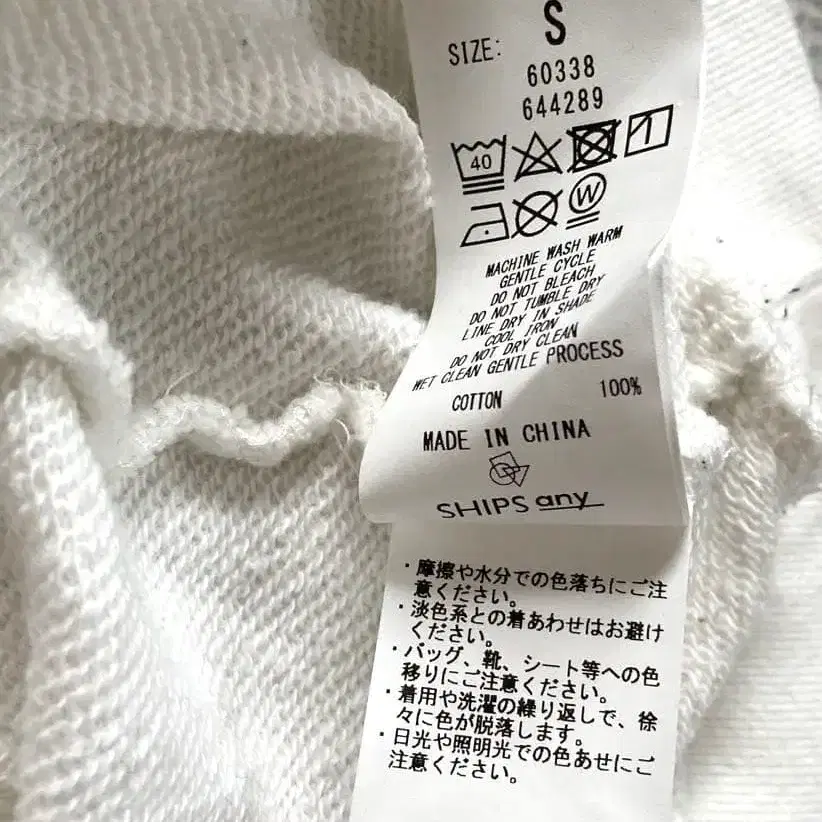 SIZE: S
60338
644289
40
W
MACHINE WASH WARM
GENTLE CYCLE
DO NOT BLEACH
DO NOT TUMBLE DRY
LINE DRY IN SHADE
COOL IRON
DO NOT DRY CLEAN
WET CLEAN GENTLE PROCESS
COTTON 100%
MADE IN CHINA
SHIPS any
・摩擦や水分での色落ちにご注
意ください。
・淡色系との着あわせはお避け
ください。
・バッグ、靴、シート等への色
移りにご注意ください。
・着用や洗濯の繰り返しで、徐
々に色が脱落します。
・日光や照明光での色あせにご
注意ください。